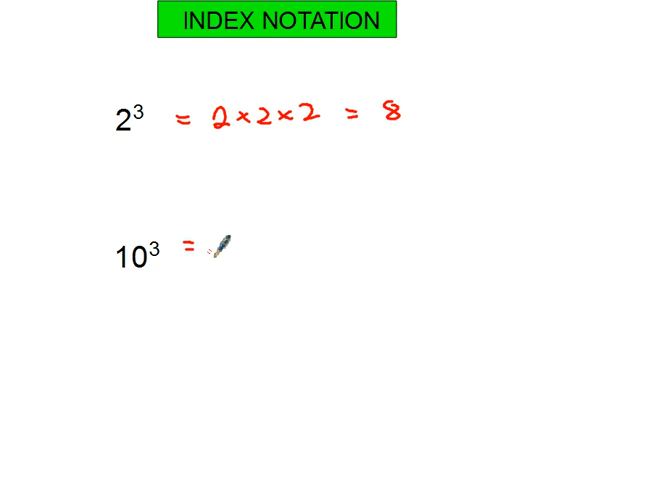 INDEX NOTATION
2³ = 2 × 2 × 2 = 8
10³ =